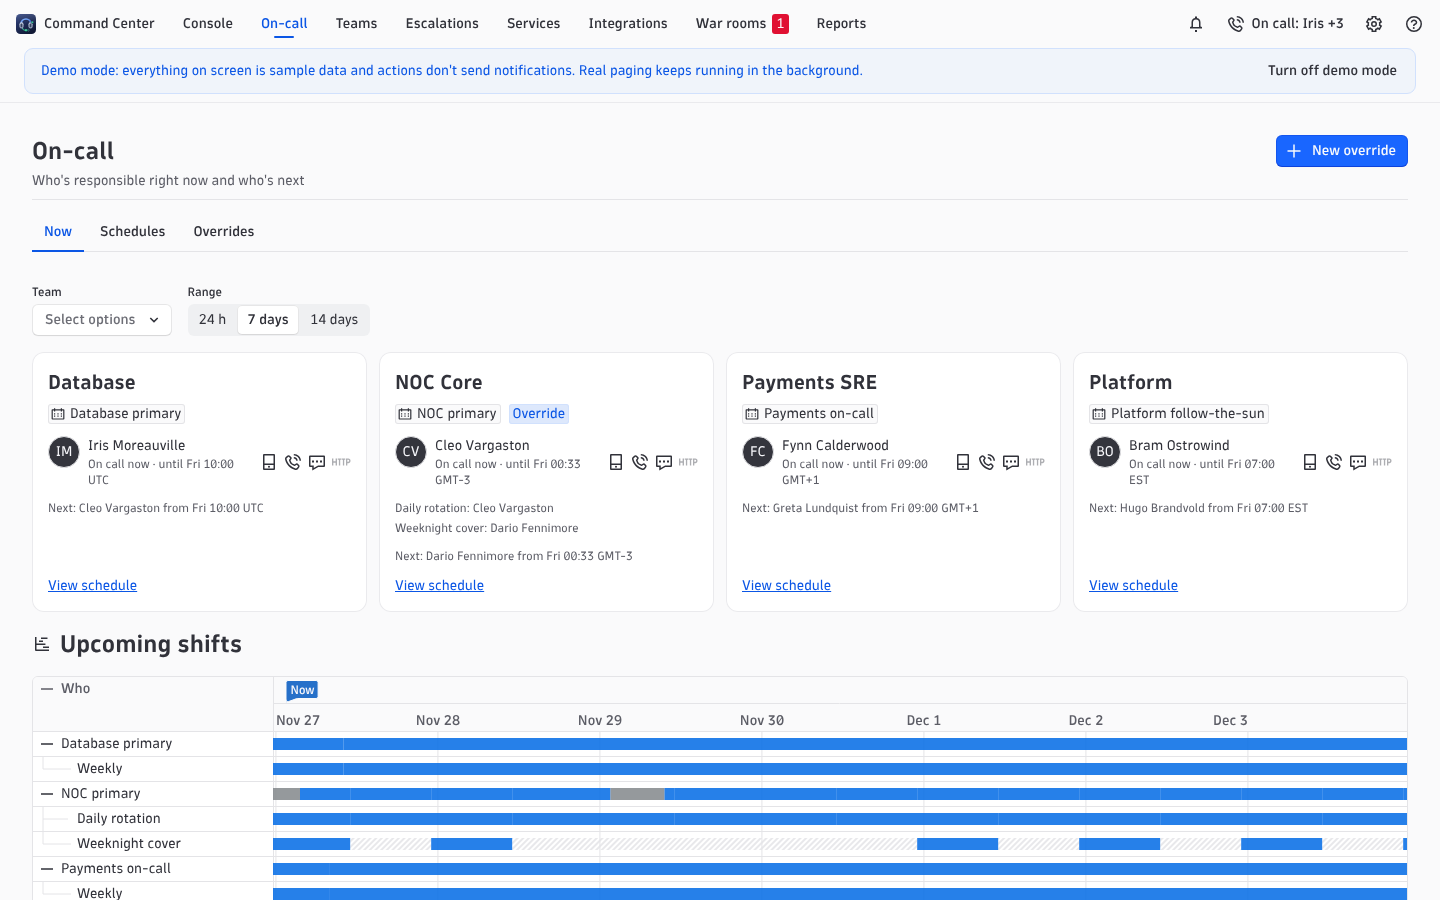 Command Center
Console
On-call
Teams
Escalations
Services
Integrations
War rooms 1
Reports
On call: Iris +3
Demo mode: everything on screen is sample data and actions don't send notifications. Real paging keeps running in the background.
Turn off demo mode
On-call
New override
Who's responsible right now and who's next
Now
Schedules
Overrides
Team
Range
Select options
24 h
7 days
14 days
Database
Database primary
IM
Iris Moreauville
On call now · until Fri 10:00
UTC
HTTP
Next: Cleo Vargaston from Fri 10:00 UTC
View schedule
NOC Core
NOC primary
Override
CV
Cleo Vargaston
On call now · until Fri 00:33
GMT-3
HTTP
Daily rotation: Cleo Vargaston
Weeknight cover: Dario Fennimore
Next: Dario Fennimore from Fri 00:33 GMT-3
View schedule
Payments SRE
Payments on-call
FC
Fynn Calderwood
On call now · until Fri 09:00
GMT+1
HTTP
Next: Greta Lundquist from Fri 09:00 GMT+1
View schedule
Platform
Platform follow-the-sun
BO
Bram Ostrowind
On call now · until Fri 07:00
EST
HTTP
Next: Hugo Brandvold from Fri 07:00 EST
View schedule
Upcoming shifts
Who
Now
Nov 27
Nov 28
Nov 29
Nov 30
Dec 1
Dec 2
Dec 3
Database primary
Weekly
NOC primary
Daily rotation
Weeknight cover
Payments on-call
Weekly